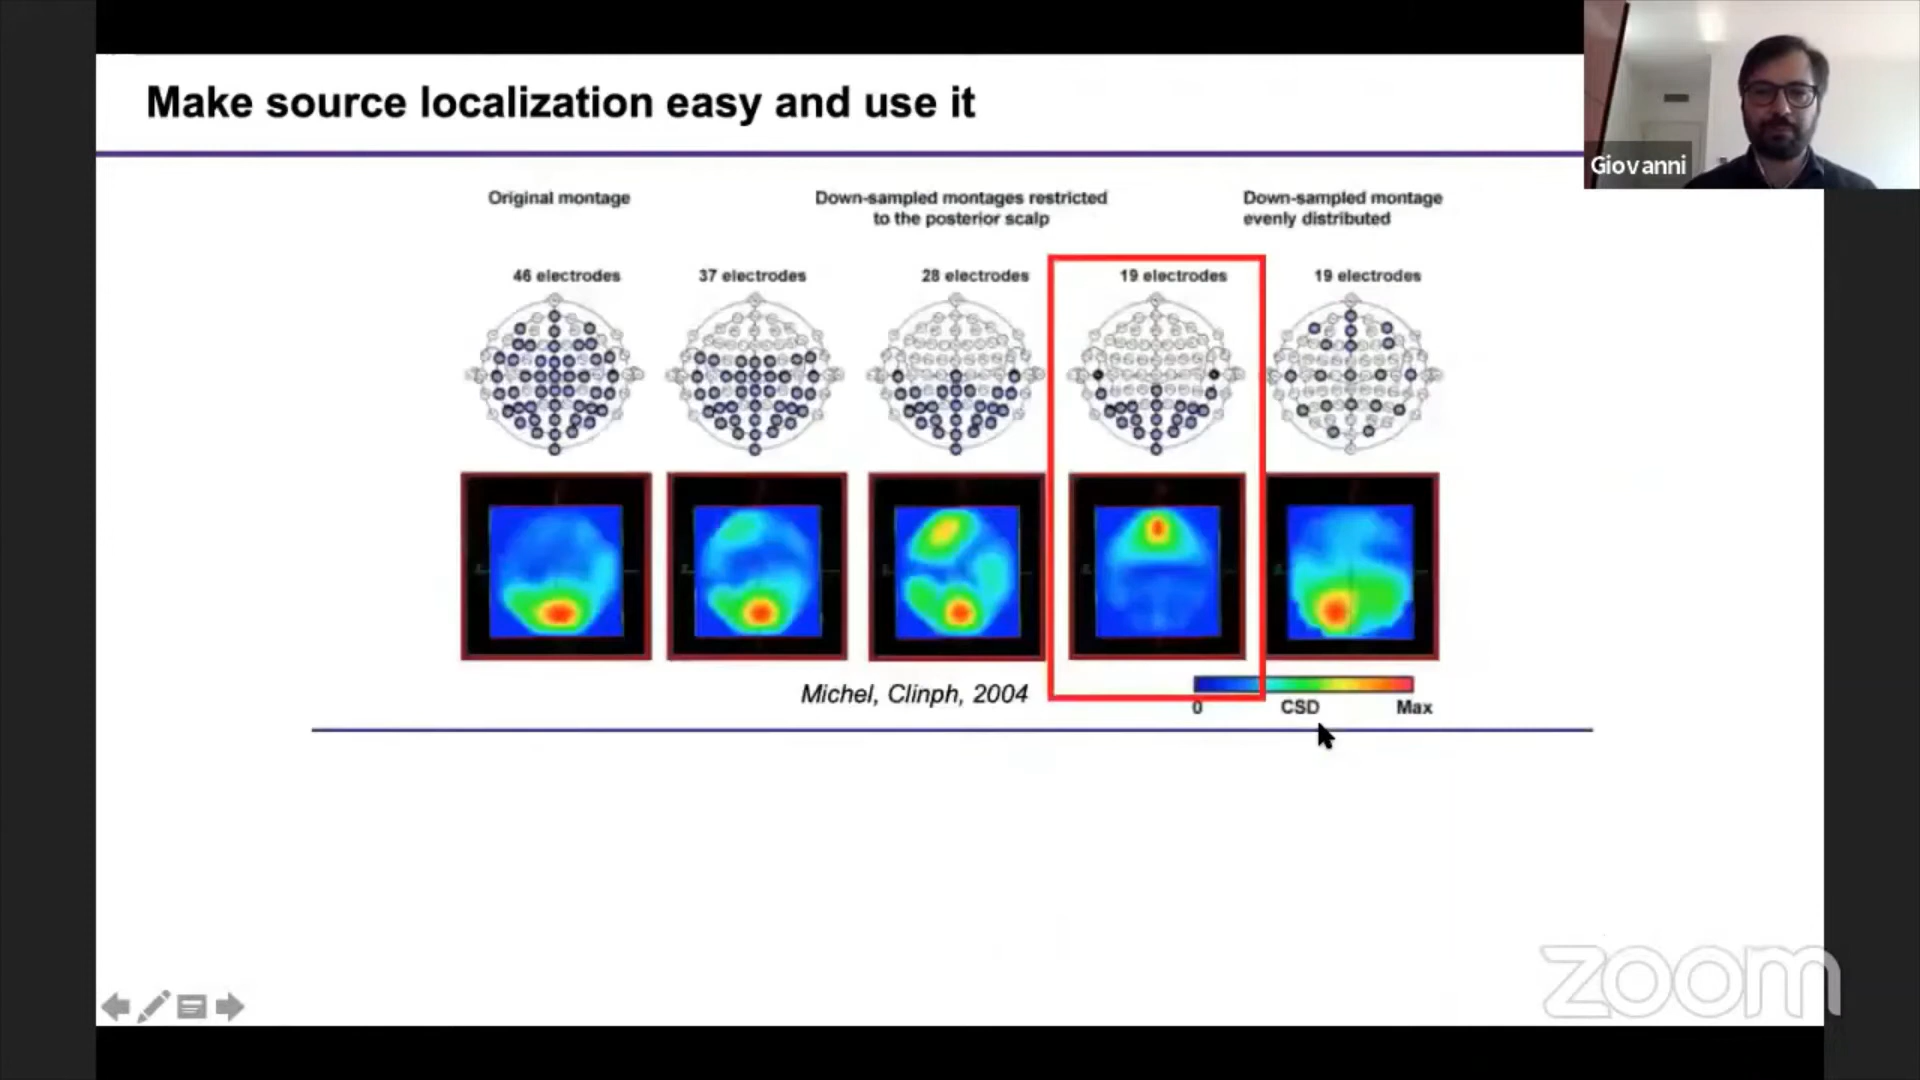 Make source localization easy and use it
Giovanni
Original montage
Down-sampled montages restricted
to the posterior scalp
Down-sampled montage
evenly distributed
46 electrodes
37 electrodes
28 electrodes
19 electrodes
19 electrodes
Michel, Clinph, 2004
0
CSD
Max
zoom